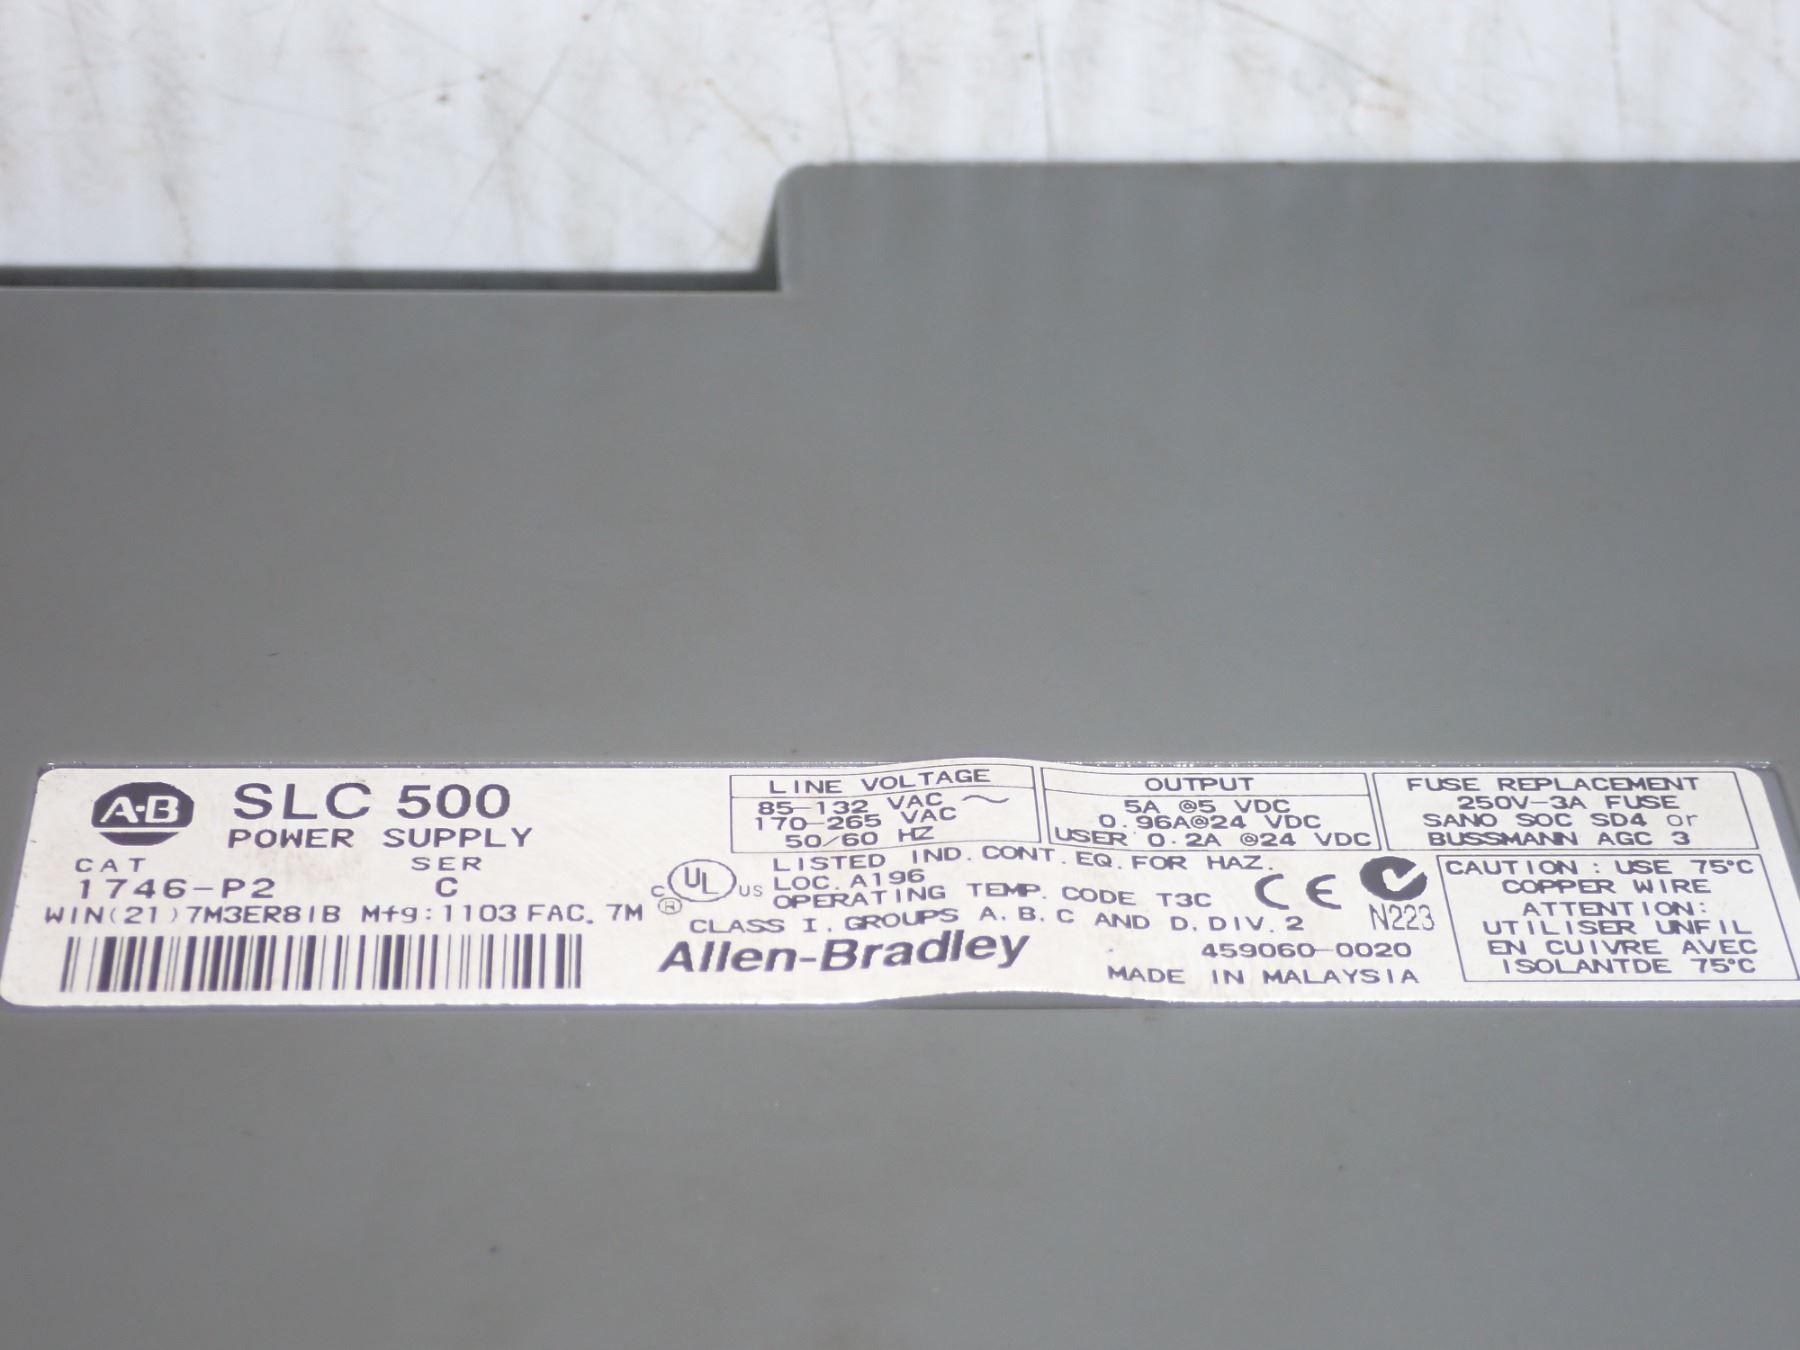 A·B
SLC 500
POWER SUPPLY
CAT SER
1746-P2 C
WIN(21)7M3ER8IB Mfg:1103 FAC. 7M
LINE VOLTAGE
85-132 VAC ~
170-265 VAC
50/60 HZ
OUTPUT
5A @5 VDC
0.96A@24 VDC
USER 0.2A @24 VDC
FUSE REPLACEMENT
250V-3A FUSE
SANO SOC SD4 or
BUSSMANN AGC 3
C UL US ®
LISTED IND. CONT. EQ. FOR HAZ.
LOC. A196
OPERATING TEMP. CODE T3C
CLASS I, GROUPS A, B, C AND D, DIV. 2
CE
N223
Allen-Bradley
459060-0020
MADE IN MALAYSIA
CAUTION : USE 75°C
COPPER WIRE
ATTENTION:
UTILISER UNFIL
EN CUIVRE AVEC
ISOLANTDE 75°C